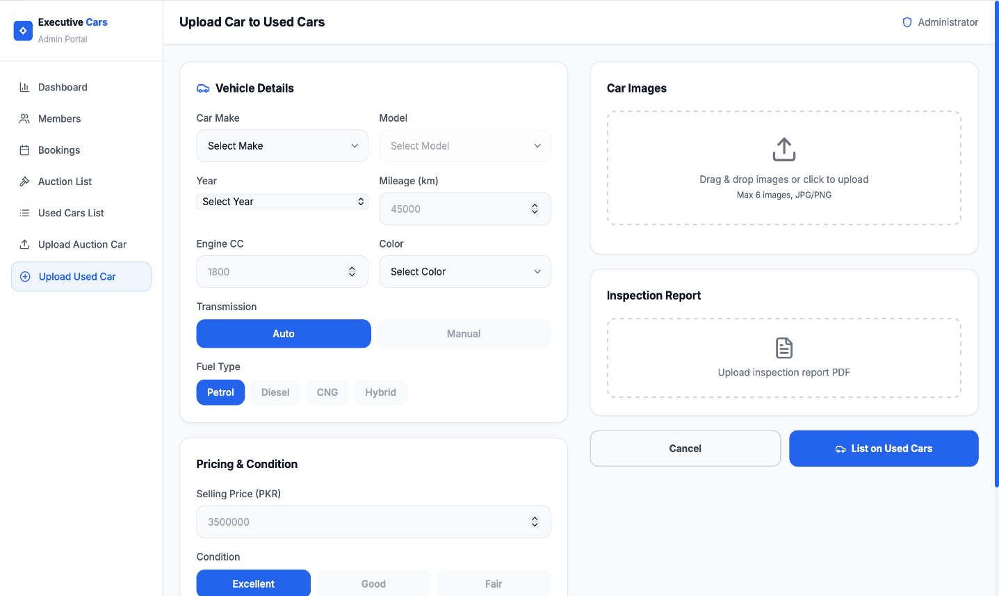 Executive Cars
Admin Portal
Dashboard
Members
Bookings
Auction List
Used Cars List
Upload Auction Car
Upload Used Car
Upload Car to Used Cars
Administrator
Vehicle Details
Car Make
Model
Select Make
Select Model
Year
Mileage (km)
Select Year
45000
Engine CC
Color
1800
Select Color
Transmission
Auto
Manual
Fuel Type
Petrol
Diesel
CNG
Hybrid
Pricing & Condition
Selling Price (PKR)
3500000
Condition
Excellent
Good
Fair
Car Images
Drag & drop images or click to upload
Max 6 images, JPG/PNG
Inspection Report
Upload inspection report PDF
Cancel
List on Used Cars